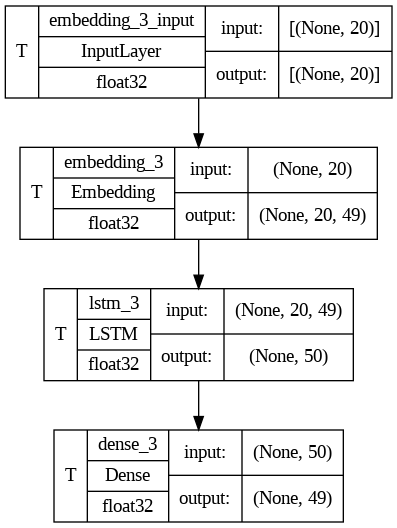 T embedding_3_input input: [(None, 20)]
InputLayer
float32 output: [(None, 20)]
T embedding_3 input: (None, 20)
Embedding
float32 output: (None, 20, 49)
T lstm_3 input: (None, 20, 49)
LSTM
float32 output: (None, 50)
T dense_3 input: (None, 50)
Dense
float32 output: (None, 49)